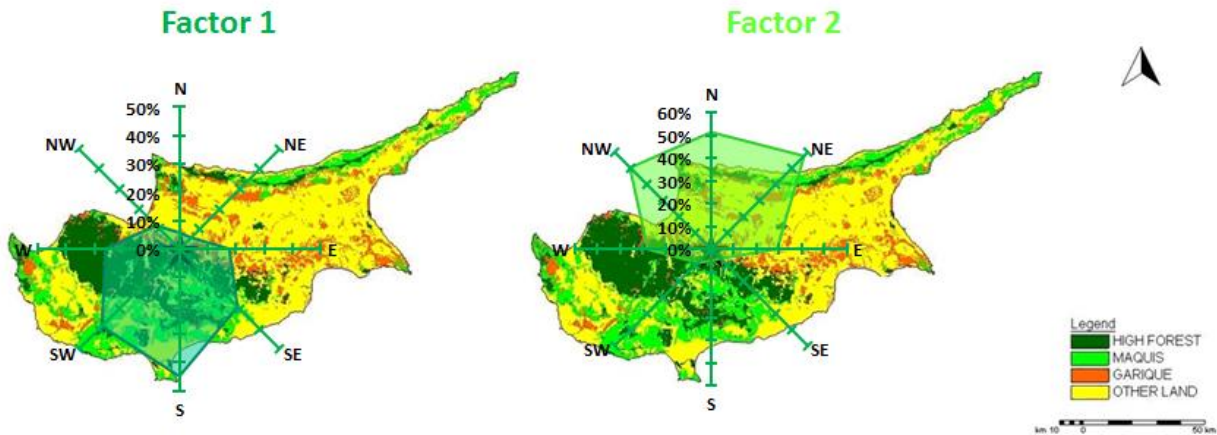 Factor 1
Factor 2
N
50%
40%
30%
20%
10%
0%
NW
NE
W
E
SW
SE
S
N
60%
50%
40%
30%
20%
10%
0%
NW
NE
W
E
SW
SE
S
Legend
HIGH FOREST
MAQUIS
GARIQUE
OTHER LAND
km 10 0 50 km